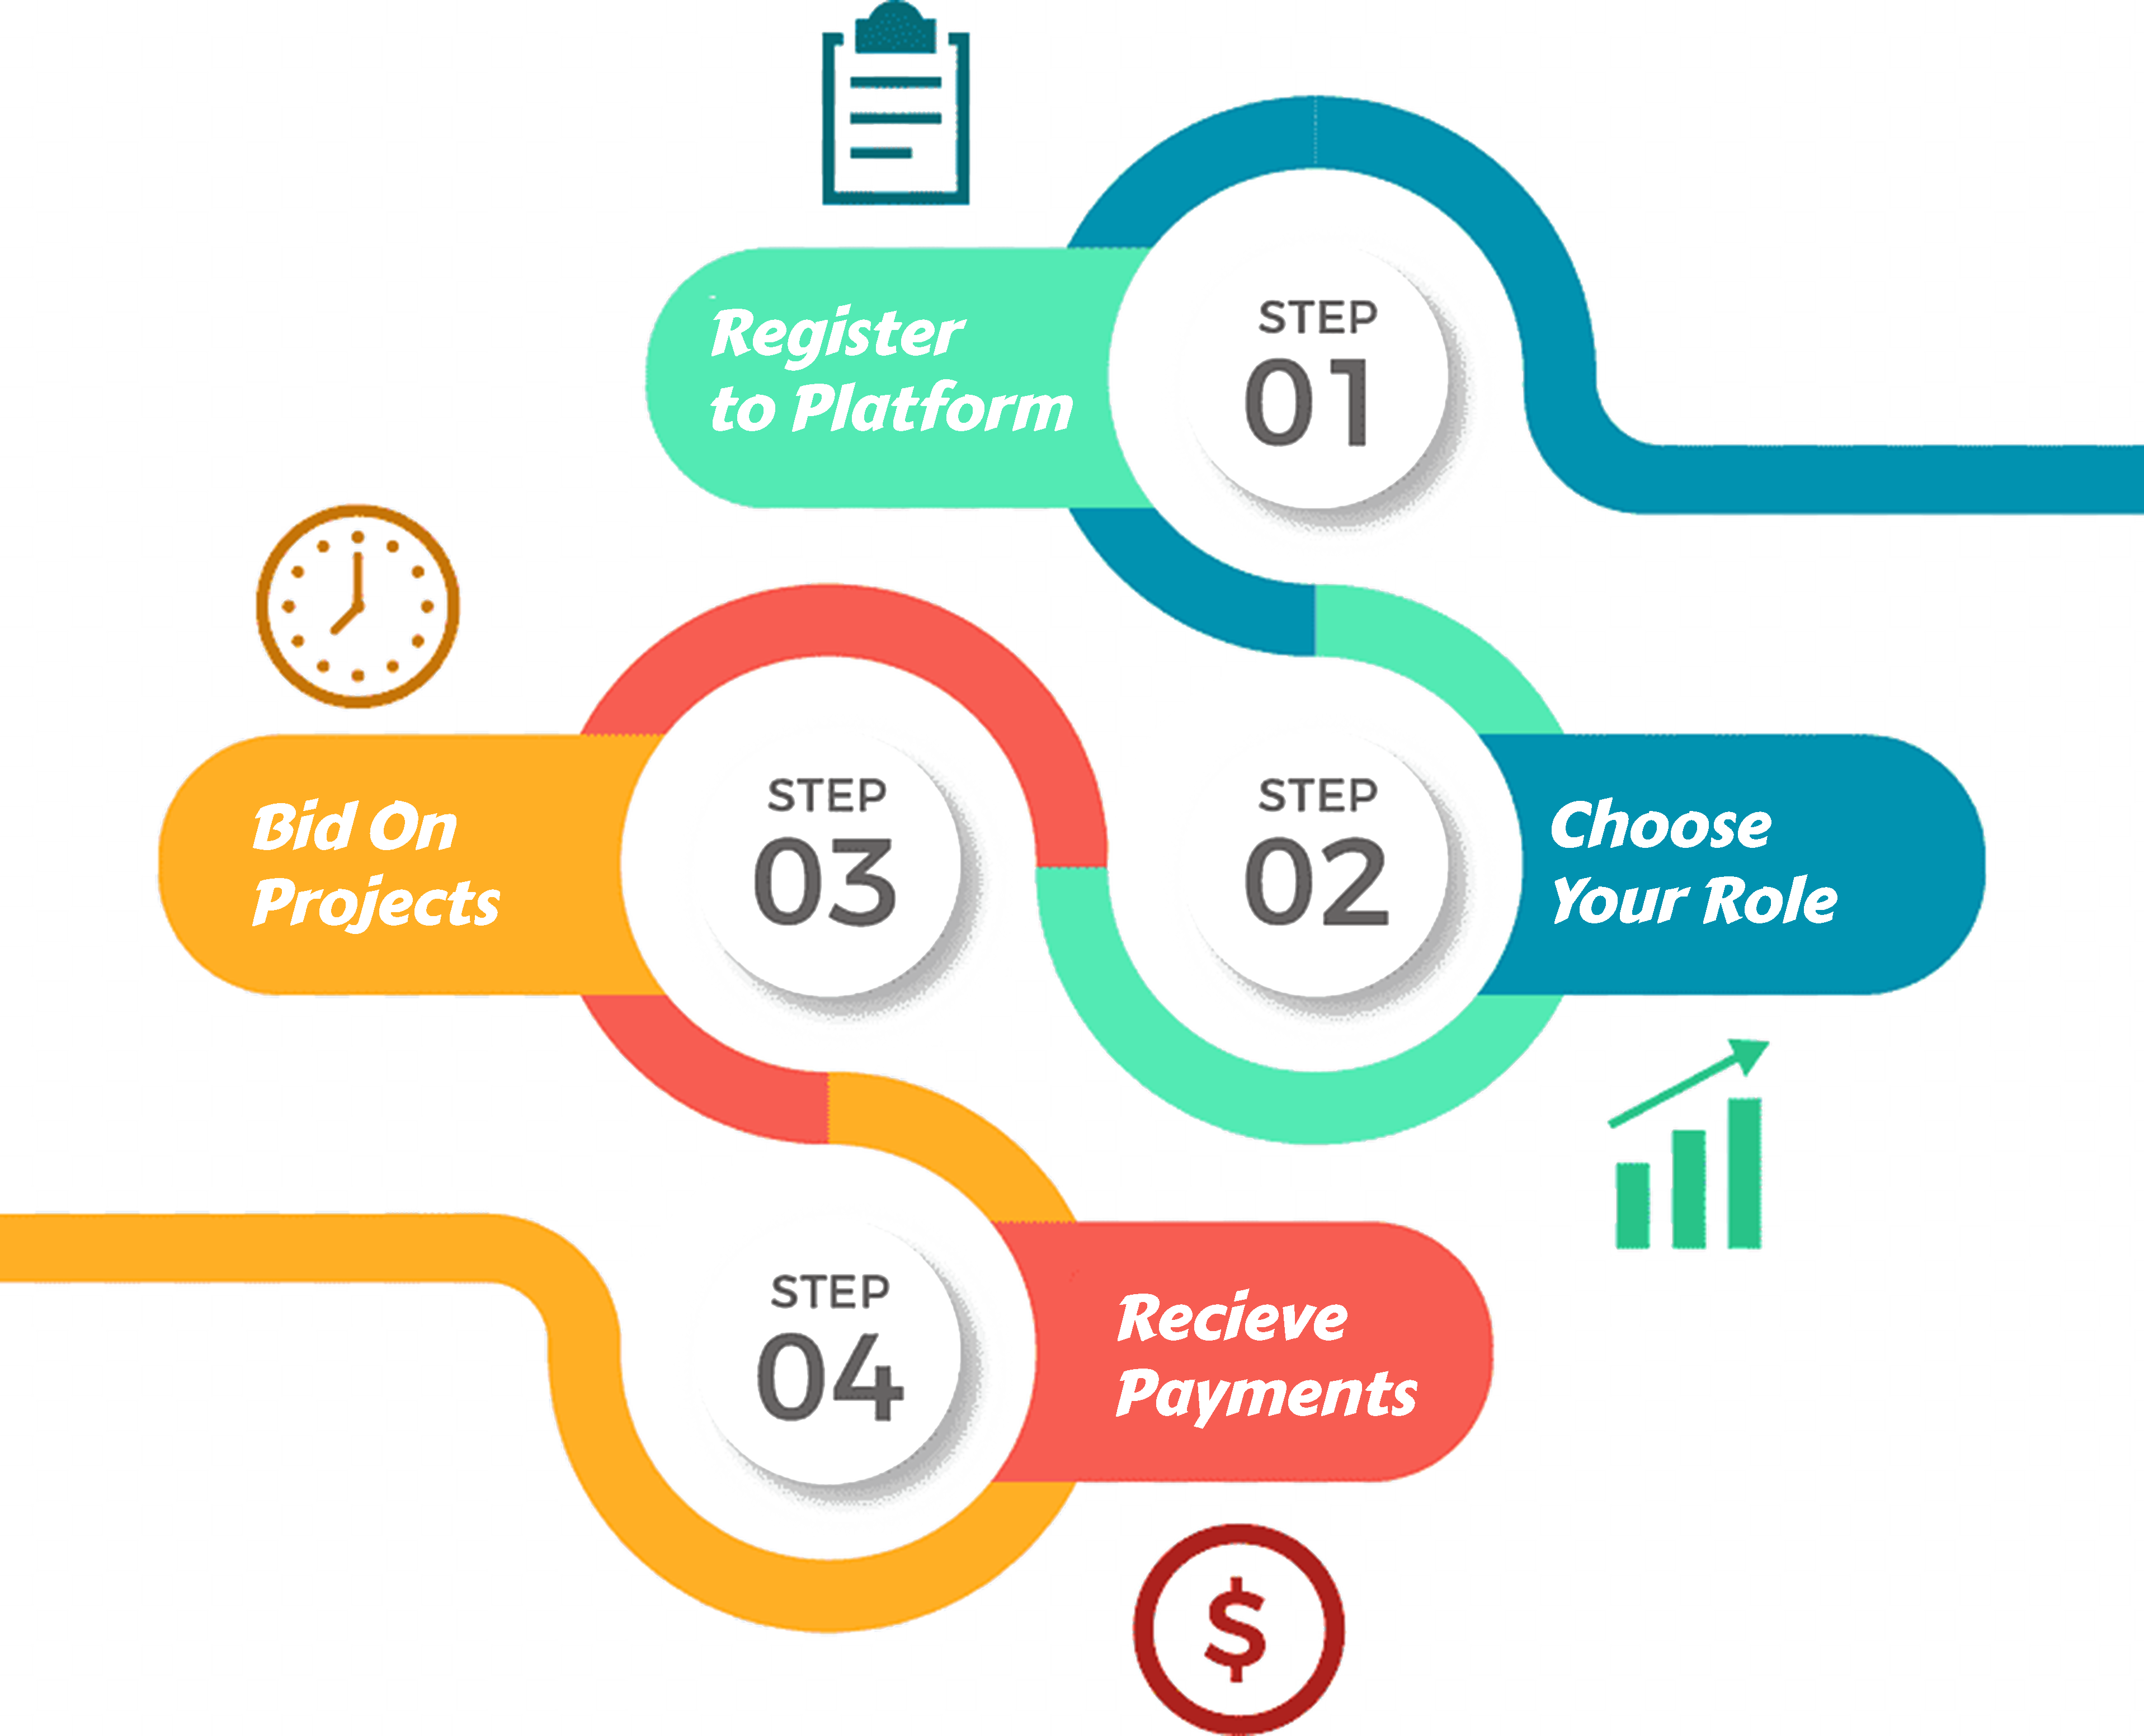 Register
to Platform
STEP
01
STEP
02
Choose
Your Role
Bid On
Projects
STEP
03
STEP
04
Recieve
Payments
$